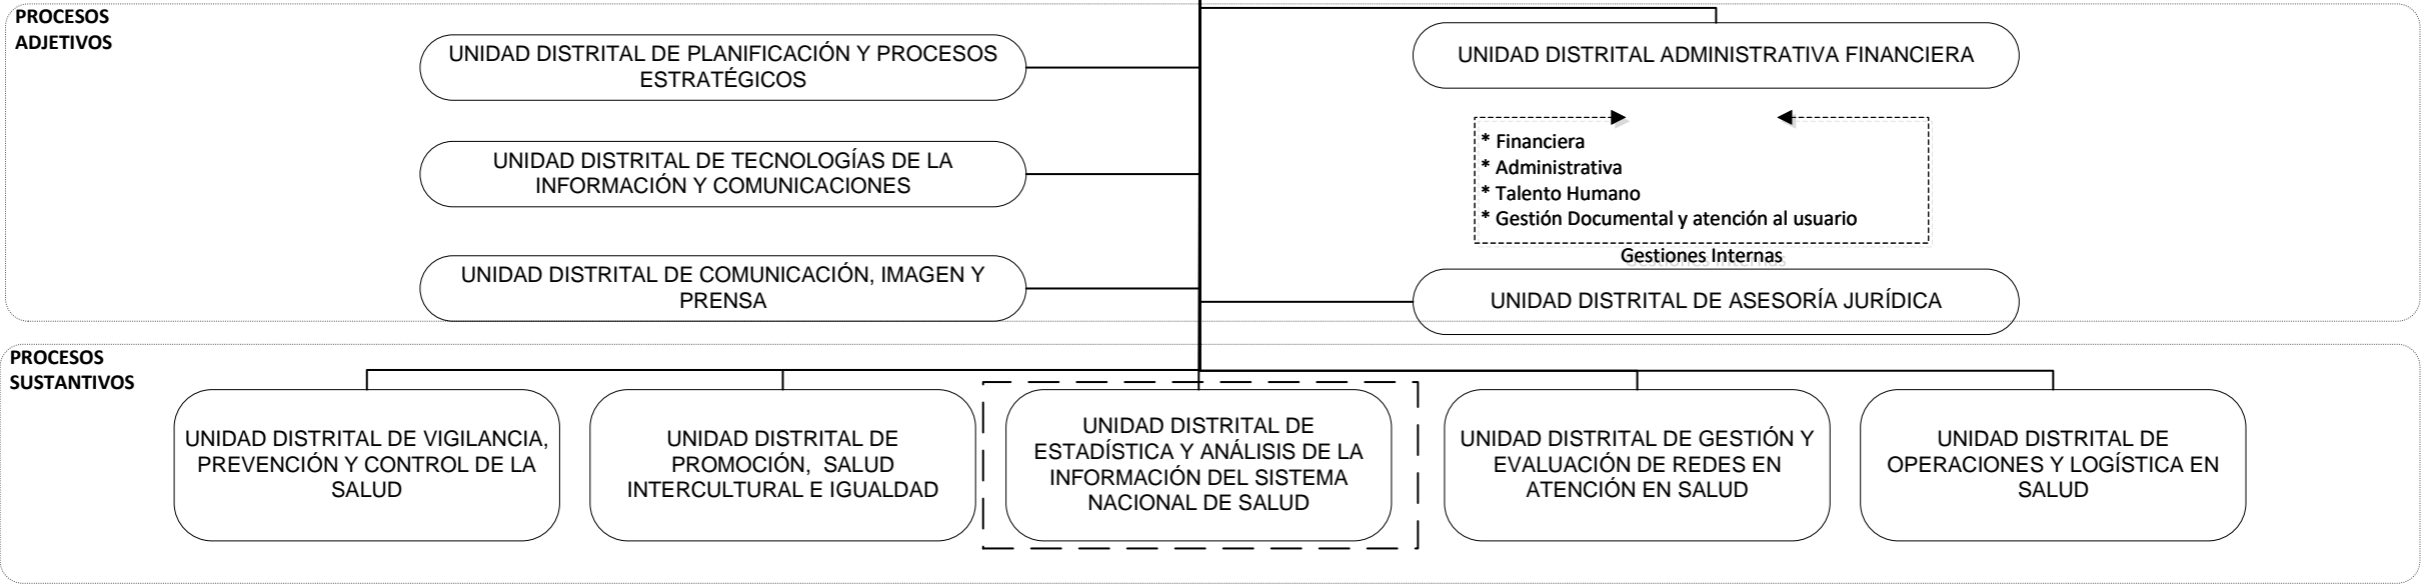 PROCESOS
ADJETIVOS
UNIDAD DISTRITAL DE PLANIFICACIÓN Y PROCESOS
ESTRATÉGICOS
UNIDAD DISTRITAL ADMINISTRATIVA FINANCIERA
* Financiera
* Administrativa
* Talento Humano
* Gestión Documental y atención al usuario
Gestiones Internas
UNIDAD DISTRITAL DE TECNOLOGÍAS DE LA
INFORMACIÓN Y COMUNICACIONES
UNIDAD DISTRITAL DE COMUNICACIÓN, IMAGEN Y
PRENSA
UNIDAD DISTRITAL DE ASESORÍA JURÍDICA
PROCESOS
SUSTANTIVOS
UNIDAD DISTRITAL DE VIGILANCIA,
PREVENCIÓN Y CONTROL DE LA
SALUD
UNIDAD DISTRITAL DE
PROMOCIÓN, SALUD
INTERCULTURAL E IGUALDAD
UNIDAD DISTRITAL DE
ESTADÍSTICA Y ANÁLISIS DE LA
INFORMACIÓN DEL SISTEMA
NACIONAL DE SALUD
UNIDAD DISTRITAL DE GESTIÓN Y
EVALUACIÓN DE REDES EN
ATENCIÓN EN SALUD
UNIDAD DISTRITAL DE
OPERACIONES Y LOGÍSTICA EN
SALUD